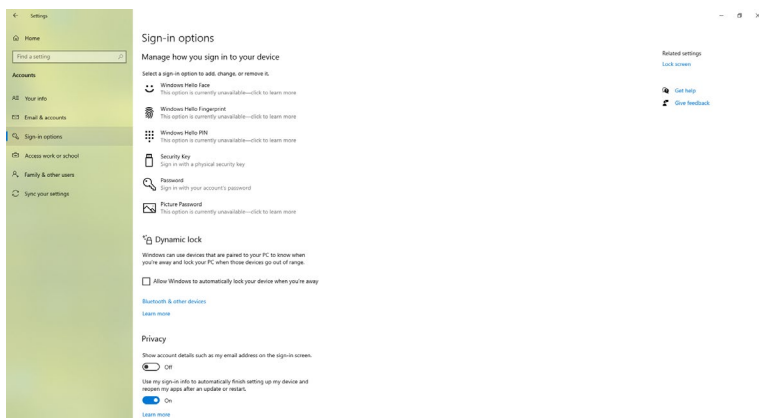 Settings
Home
Find a setting
Accounts
Your info
Email & accounts
Sign-in options
Access work or school
Family & other users
Sync your settings
Sign-in options
Manage how you sign in to your device
Select a sign-in option to add, change, or remove it.
Windows Hello Face
This option is currently unavailable—click to learn more
Windows Hello Fingerprint
This option is currently unavailable—click to learn more
Windows Hello PIN
This option is currently unavailable—click to learn more
Security Key
Sign in with a physical security key
Password
Sign in with your account's password
Picture Password
This option is currently unavailable—click to learn more
Dynamic lock
Windows can use devices that are paired to your PC to know when
you're away and lock your PC when those devices go out of range.
Allow Windows to automatically lock your device when you're away
Bluetooth & other devices
Learn more
Privacy
Show account details such as my email address on the sign-in screen.
Off
Use my sign-in info to automatically finish setting up my device and
reopen my apps after an update or restart.
On
Learn more
Related settings
Lock screen
Get help
Give feedback